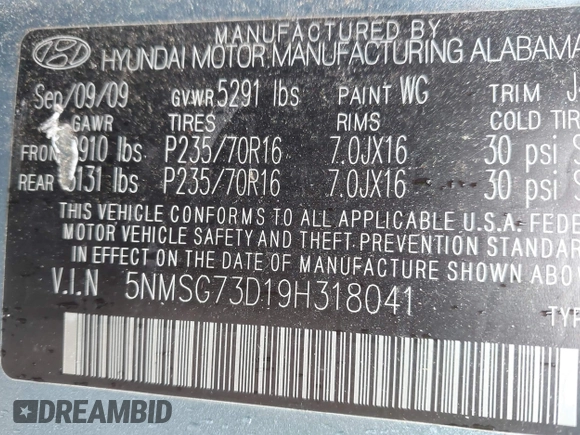 MANUFACTURED BY
HYUNDAI MOTOR MANUFACTURING ALABAMA
Sep/09/09 GVWR 5291 lbs PAINT WG TRIM J
GAWR TIRES RIMS COLD TIR
FRON 910 lbs P235/70R16 7.0JX16 30 psi
REAR 131 lbs P235/70R16 7.0JX16 30 psi
THIS VEHICLE CONFORMS TO ALL APPLICABLE U.S.A. FEDE
MOTOR VEHICLE SAFETY AND THEFT PREVENTION STANDAR
IN EFFECT ON THE DATE OF MANUFACTURE SHOWN ABO
V.I.N 5NMSG73D19H318041
TYP
DREAMBID